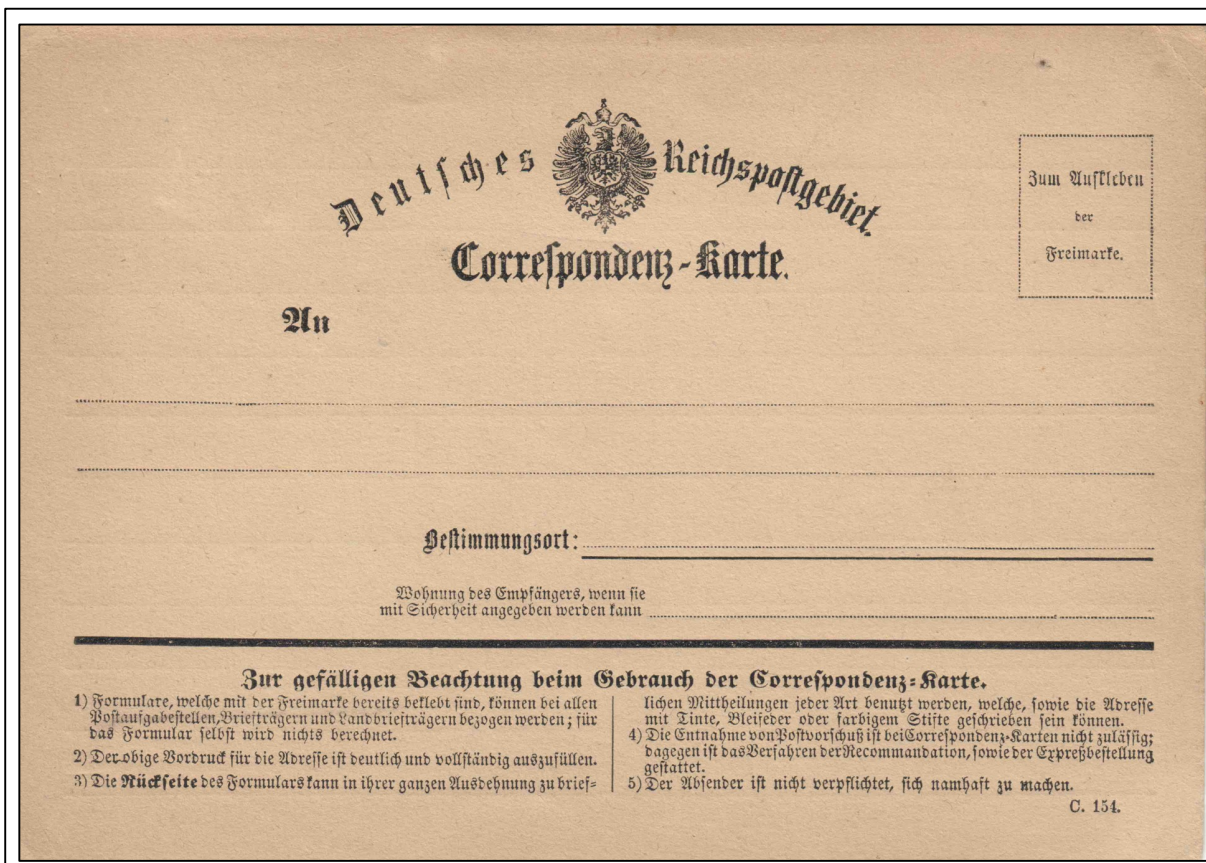 Deutsches Reichspostgebiet.
Correspondenz-Karte.
Zum Aufkleben
der
Freimarke.
An
Bestimmungsort:
Wohnung des Empfängers, wenn sie
mit Sicherheit angegeben werden kann
Zur gefälligen Beachtung beim Gebrauch der Correspondenz-Karte.
1) Formulare, welche mit der Freimarke bereits beklebt sind, können bei allen
Postaufgabestellen, Briefträgern und Landbriefträgern bezogen werden; für
das Formular selbst wird nichts berechnet.
2) Der obige Vordruck für die Adresse ist deutlich und vollständig auszufüllen.
3) Die Rückseite des Formulars kann in ihrer ganzen Ausdehnung zu brief-
lichen Mittheilungen jeder Art benutzt werden, welche, sowie die Adresse
mit Tinte, Bleifeder oder farbigem Stifte geschrieben sein können.
4) Die Entnahme von Postvorschuß ist bei Correspondenz-Karten nicht zulässig;
dagegen ist das Verfahren der Recommandation, sowie der Expreßbestellung
gestattet.
5) Der Absender ist nicht verpflichtet, sich namhaft zu machen.
C. 154.